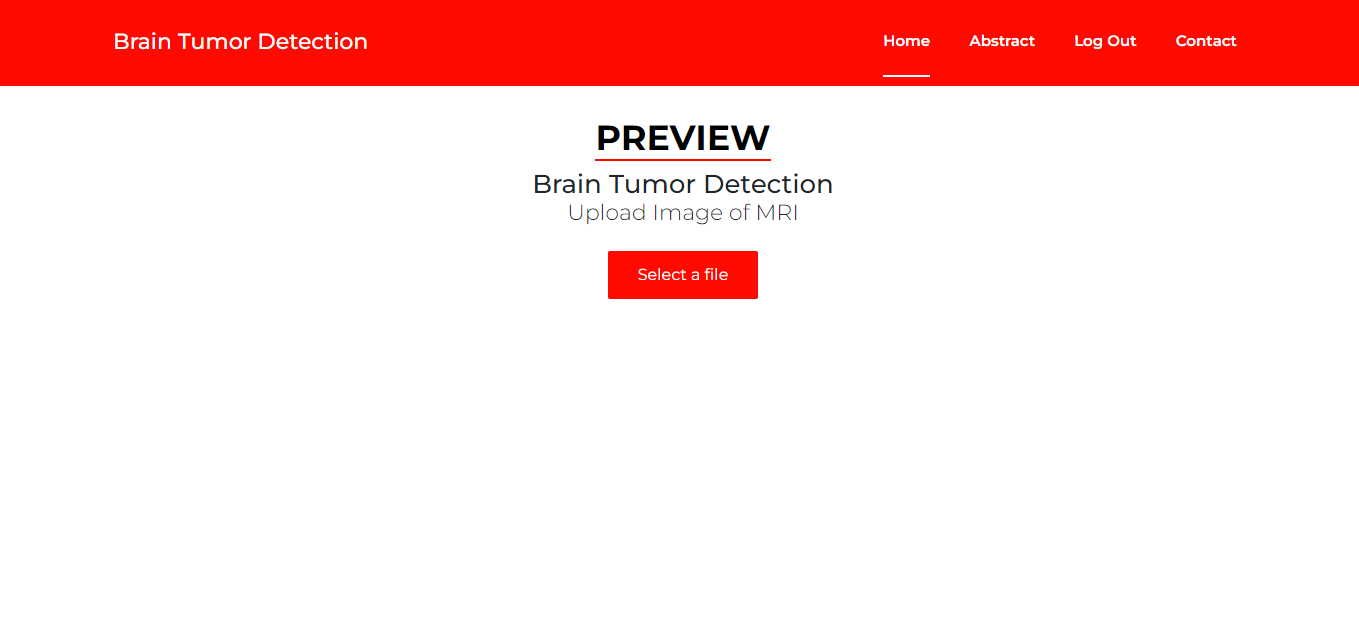 Brain Tumor Detection
Home Abstract Log Out Contact
PREVIEW
Brain Tumor Detection
Upload Image of MRI
Select a file